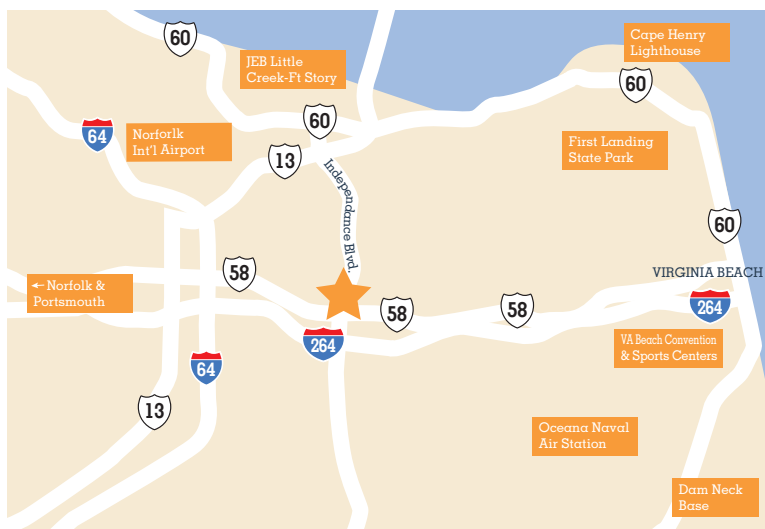 60
JEB Little
Creek-Ft Story
Cape Henry
Lighthouse
60
64
Norforlk
Int'l Airport
60
13
First Landing
State Park
Independance Blvd.
60
58
VIRGINIA BEACH
←Norfolk &
Portsmouth
58
58
264
264
VA Beach Convention
& Sports Centers
64
13
Oceana Naval
Air Station
Dam Neck
Base